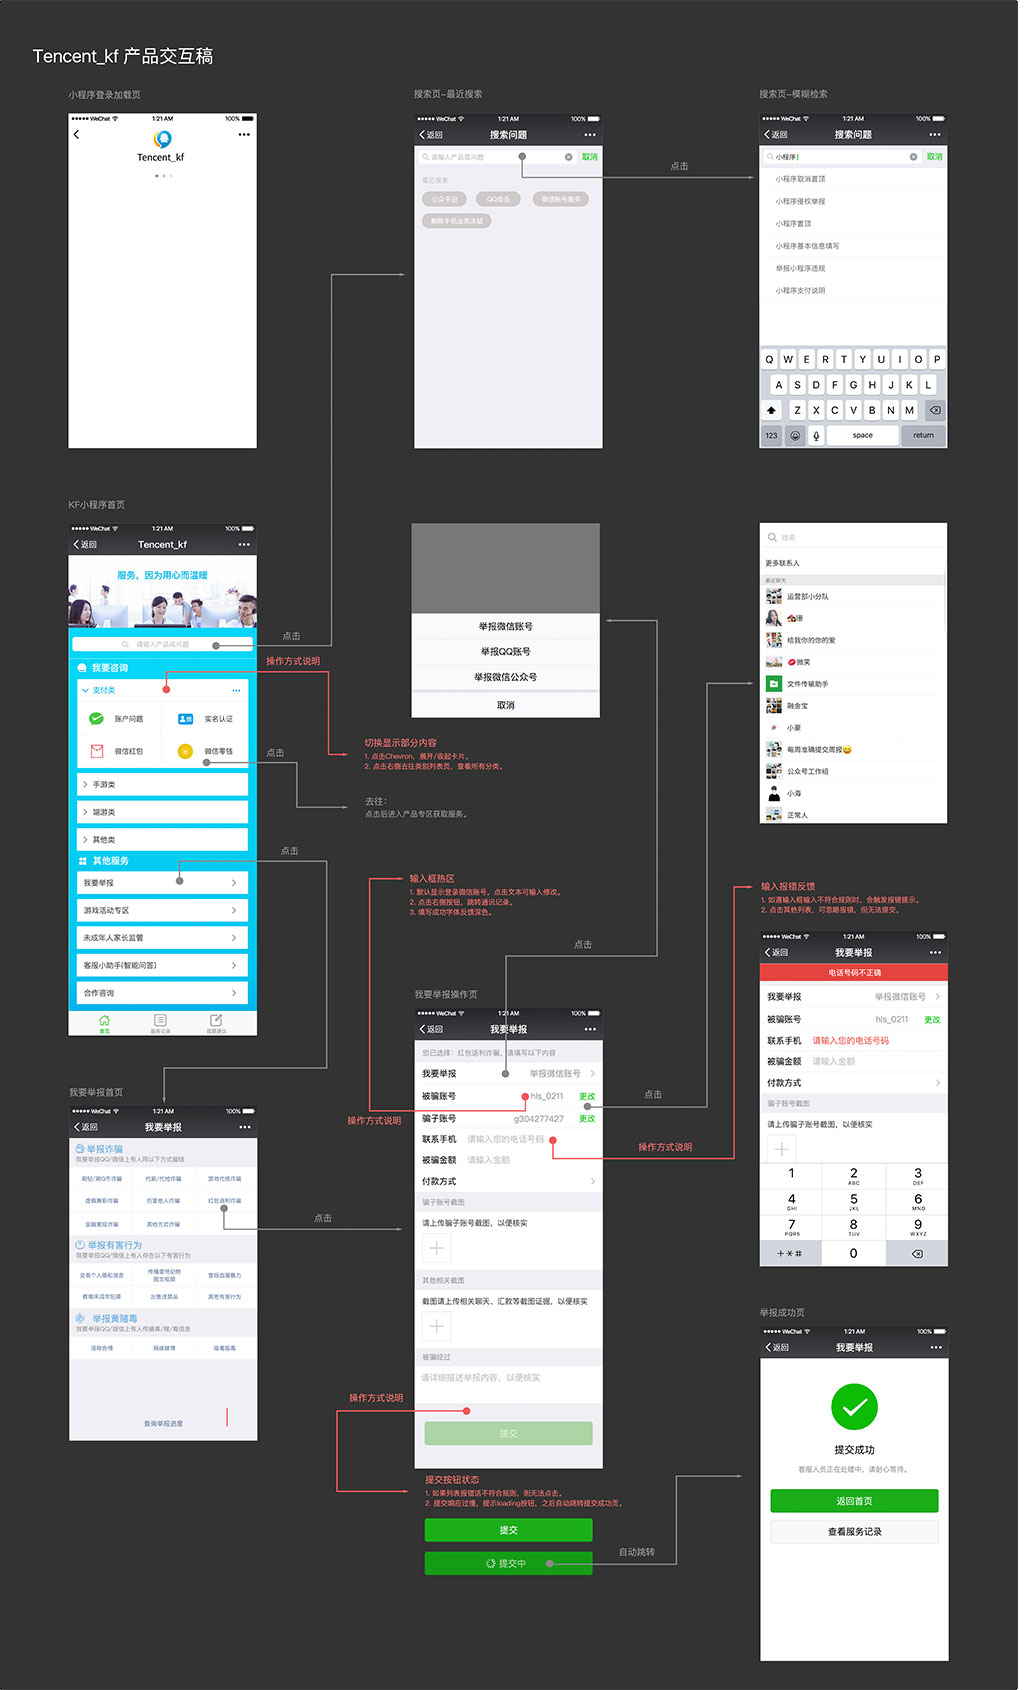 Tencent_kf 产品交互稿
小程序登录加载页
WeChat 1:21 AM 100%
Tencent_kf
搜索页-最近搜索
WeChat 1:21 AM 100%
返回 搜索问题
请输入产品或问题 取消
最近搜索
公众平台 QQ会员 微信账号服务
解除手机业务冻结
点击
搜索页-模糊检索
WeChat 1:21 AM 100%
返回 搜索问题
小程序 取消
小程序取消置顶
小程序侵权举报
小程序置顶
小程序基本信息填写
举报小程序违规
小程序支付说明
Q W E R T Y U I O P
A S D F G H J K L
Z X C V B N M
123 space return
KF小程序首页
WeChat 1:21 AM 100%
返回 Tencent_kf
服务，因为用心而温暖
请输入产品或问题
我要咨询
支付类
账户问题 实名认证
微信红包 微信零钱
手游类
端游类
其他类
其他服务
我要举报
游戏活动专区
未成年人家长监管
客服小助手(智能问答)
合作咨询
首页 服务记录 我要建议
点击
操作方式说明
点击
点击
切换显示部分内容
1. 点击Chevron，展开/收起卡片。
2. 点击右侧去往类别列表页，查看所有分类。
去往：
点击后进入产品专区获取服务。
举报微信账号
举报QQ账号
举报微信公众号
取消
搜索
更多联系人
最近聊天
运营部小分队
珊
给我你的你的爱
微笑
文件传输助手
融金宝
小豪
每周准确提交周报
公众号工作组
小海
正常人
输入框热区
1. 默认显示登录微信账号，点击文本可输入修改。
2. 点击右侧按钮，跳转通讯记录。
3. 填写成功字体反馈深色。
点击
输入报错反馈
1. 如遇输入框输入不符合规则时，会触发报错提示。
2. 点击其他列表，可忽略报错，但无法提交。
我要举报首页
WeChat 1:21 AM 100%
返回 我要举报
举报诈骗
我要举报QQ/微信上有人用以下方式骗钱
刷钻/刷Q币诈骗 代刷/代抢诈骗 游戏代练诈骗
虚假兼职诈骗 仿冒老人诈骗 红包返利诈骗
金融管控诈骗 其他方式诈骗
举报有害行为
我要举报QQ/微信上有人存在以下有害行为
交易个人隐私信息 传播虐待动物图文视频 宣扬血腥暴力
教唆未成年犯罪 出售违禁品 其他有害行为
举报黄赌毒
我要举报QQ/微信上有人传播黄/赌/毒信息
淫秽色情 网络赌博 吸毒贩毒
查询举报进度
点击
我要举报操作页
WeChat 1:21 AM 100%
返回 我要举报
您已选择：红包返利诈骗，请填写以下内容
我要举报 举报微信账号
被骗账号 hls_0211 更改
骗子账号 g304277427 更改
联系手机 请输入您的电话号码
被骗金额 请输入金额
付款方式
骗子账号截图
请上传骗子账号截图，以便核实
其他相关截图
截图请上传相关聊天、汇款等截图证据，以便核实
被骗经过
请详细描述举报内容，以便核实
提交
操作方式说明
点击
操作方式说明
操作方式说明
提交按钮状态
1. 如果列表报错活不符合规则，则无法点击。
2. 提交响应过慢，提示loading按钮，之后自动跳转提交成功页。
提交
提交中
自动跳转
WeChat 1:21 AM 100%
返回 我要举报
电话号码不正确
我要举报 举报微信账号
被骗账号 hls_0211 更改
联系手机 请输入您的电话号码
被骗金额 请输入金额
付款方式
骗子账号截图
请上传骗子账号截图，以便核实
1 2 ABC 3 DEF
4 GHI 5 JKL 6 MNO
7 PQRS 8 TUV 9 WXYZ
+*# 0
举报成功页
WeChat 1:21 AM 100%
返回 我要举报
提交成功
客服人员正在处理中，请耐心等待。
返回首页
查看服务记录